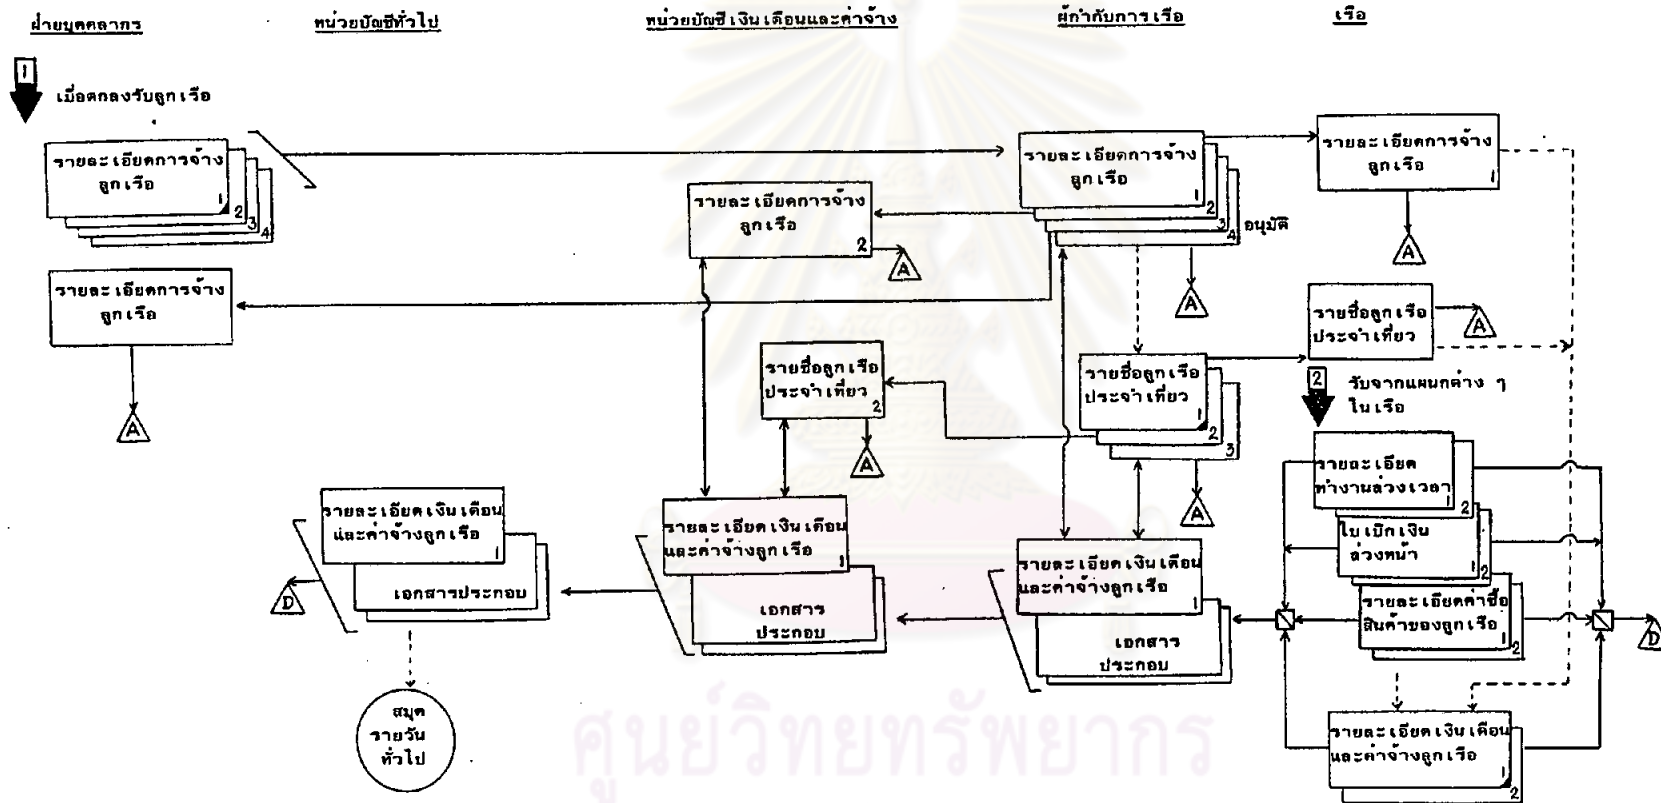 ฝ่ายบุคคลากร
หน่วยบัญชีทั่วไป
หน่วยบัญชีเงินเดือนและค่าจ้าง
ผู้กำกับการเรือ
เรือ
1
เมื่อตกลงรับลูกเรือ
รายละเอียดการจ้าง
ลูกเรือ
1
2
3
4
รายละเอียดการจ้าง
ลูกเรือ
A
รายละเอียดการจ้าง
ลูกเรือ
2
A
รายละเอียดการจ้าง
ลูกเรือ
1
2
3
4
อนุมัติ
A
รายละเอียดการจ้าง
ลูกเรือ
1
A
รายชื่อลูกเรือ
ประจำเที่ยว
2
A
รายชื่อลูกเรือ
ประจำเที่ยว
1
2
3
A
รายชื่อลูกเรือ
ประจำเที่ยว
A
2
รับจากแผนกต่าง ๆ
ในเรือ
รายละเอียด
ทำงานล่วงเวลา
1
2
ใบเบิกเงิน
ล่วงหน้า
1
2
รายละเอียดค่าซื้อ
สินค้าของลูกเรือ
1
2
D
รายละเอียดเงินเดือน
และค่าจ้างลูกเรือ
1
2
รายละเอียดเงินเดือน
และค่าจ้างลูกเรือ
1
เอกสาร
ประกอบ
รายละเอียดเงินเดือน
และค่าจ้างลูกเรือ
1
เอกสาร
ประกอบ
รายละเอียดเงินเดือน
และค่าจ้างลูกเรือ
1
เอกสารประกอบ
D
สมุด
รายวัน
ทั่วไป
ศูนย์วิทยทรัพยากร